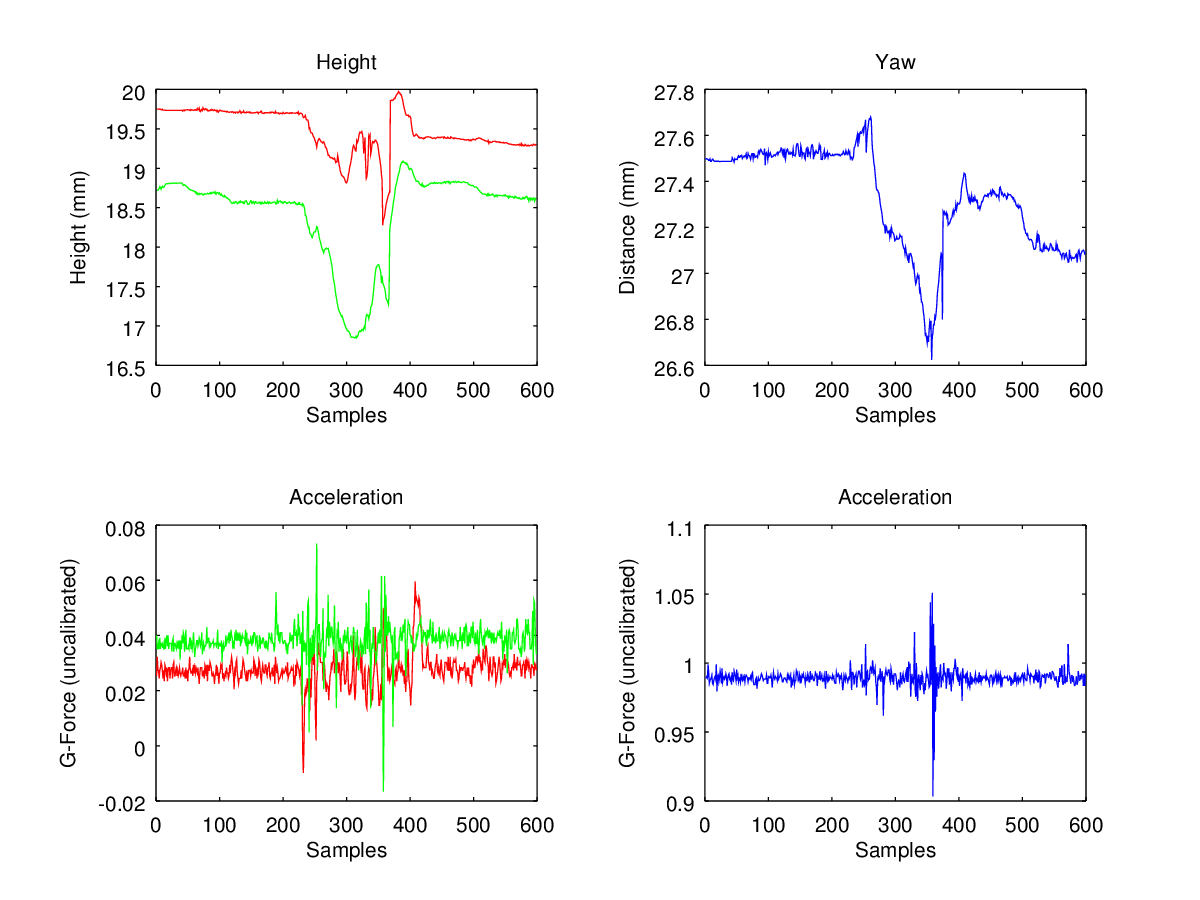 Height
20
19.5
19
18.5
18
17.5
17
16.5
Height (mm)
0 100 200 300 400 500 600
Samples
Yaw
27.8
27.6
27.4
27.2
27
26.8
26.6
Distance (mm)
0 100 200 300 400 500 600
Samples
Acceleration
0.08
0.06
0.04
0.02
0
-0.02
G-Force (uncalibrated)
0 100 200 300 400 500 600
Samples
Acceleration
1.1
1.05
1
0.95
0.9
G-Force (uncalibrated)
0 100 200 300 400 500 600
Samples